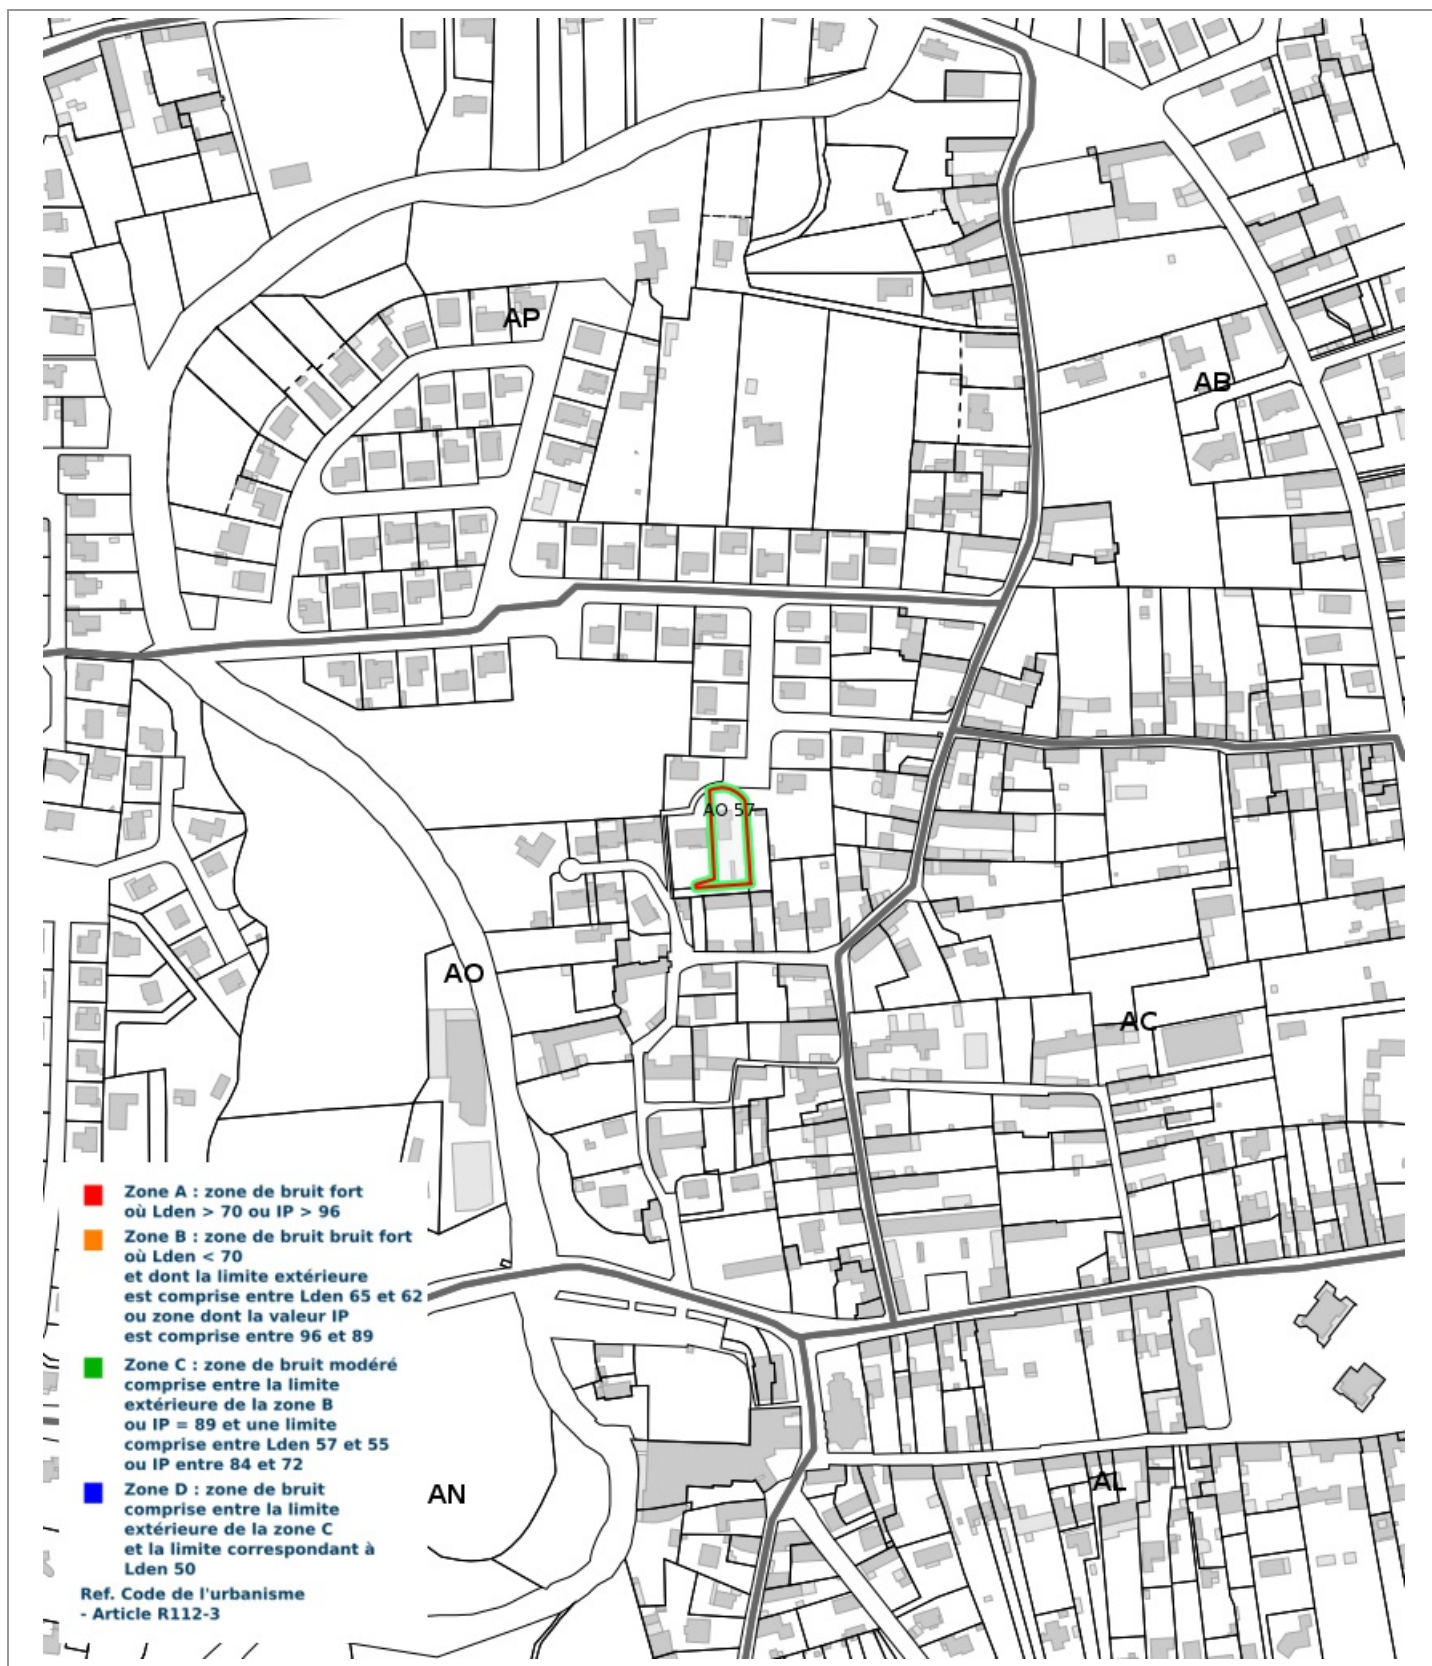 AP
AB
AO 57
AO
AC
Zone A : zone de bruit fort
où Lden > 70 ou IP > 96
Zone B : zone de bruit bruit fort
où Lden < 70
et dont la limite extérieure
est comprise entre Lden 65 et 62
ou zone dont la valeur IP
est comprise entre 96 et 89
Zone C : zone de bruit modéré
comprise entre la limite
extérieure de la zone B
ou IP = 89 et une limite
comprise entre Lden 57 et 55
ou IP entre 84 et 72
Zone D : zone de bruit
comprise entre la limite
extérieure de la zone C
et la limite correspondant à
Lden 50
Ref. Code de l'urbanisme
- Article R112-3
AN
AL